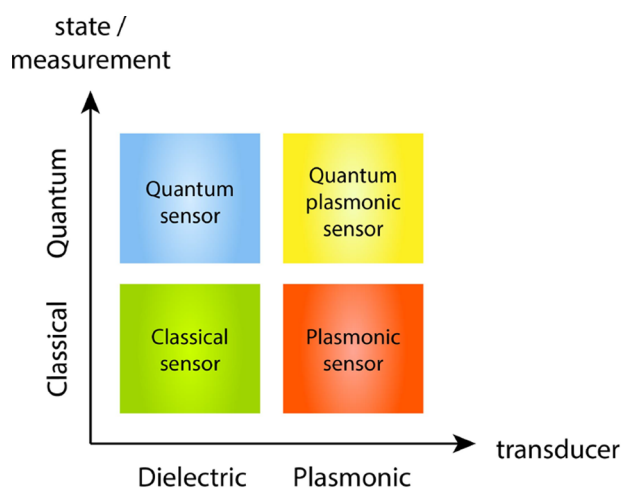 state /
measurement
Quantum
Quantum
sensor
Quantum
plasmonic
sensor
Classical
Classical
sensor
Plasmonic
sensor
transducer
Dielectric
Plasmonic